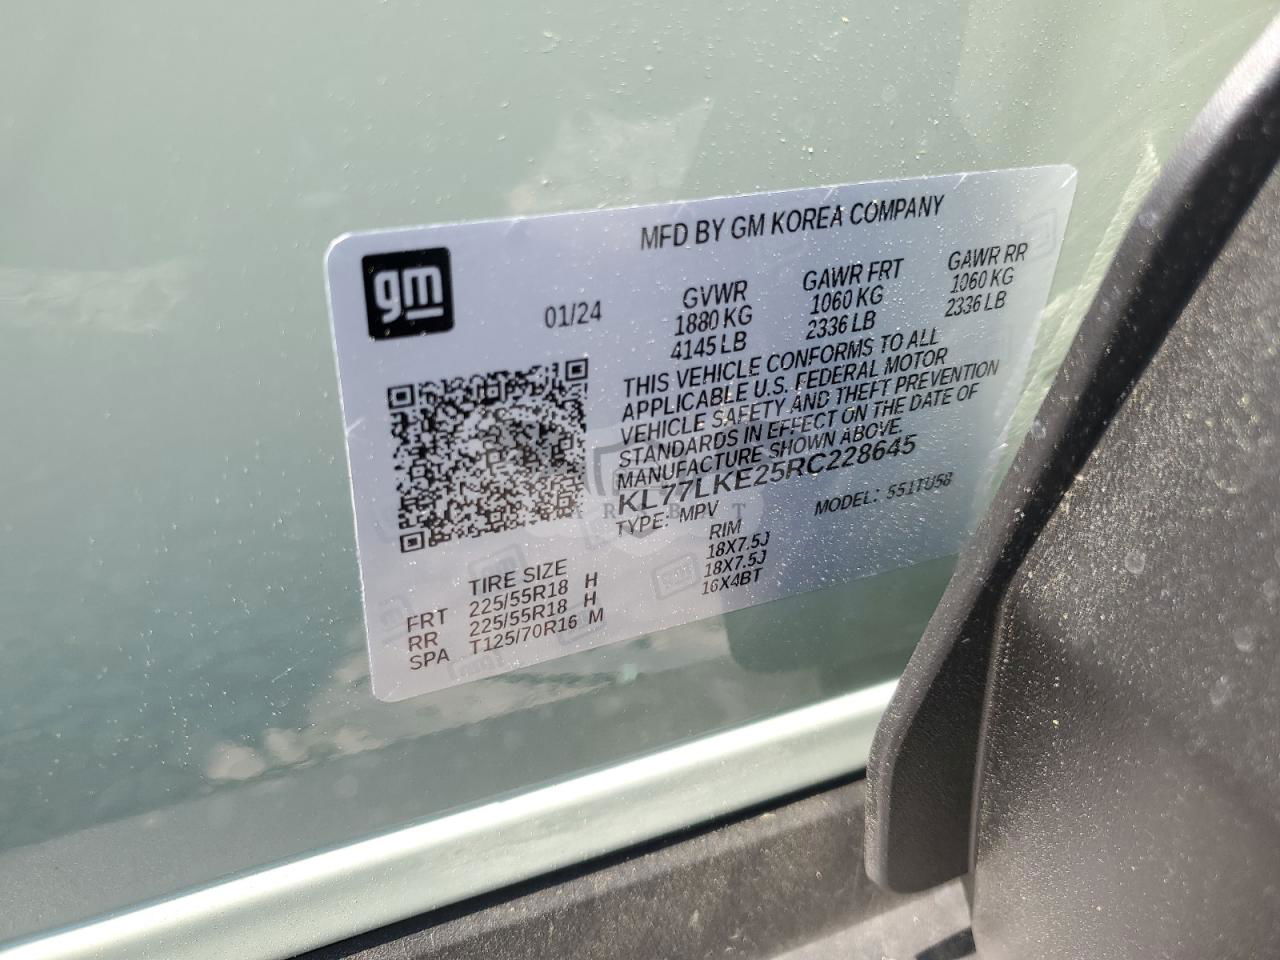 MFD BY GM KOREA COMPANY
gm
01/24
GVWR
1880 KG
4145 LB
GAWR FRT
1060 KG
2336 LB
GAWR RR
1060 KG
2336 LB
THIS VEHICLE CONFORMS TO ALL
APPLICABLE U.S. FEDERAL MOTOR
VEHICLE SAFETY AND THEFT PREVENTION
STANDARDS IN EFFECT ON THE DATE OF
MANUFACTURE SHOWN ABOVE
KL77LKE25RC228645
TYPE: MPV
MODEL: 551TU58
TIRE SIZE RIM
FRT 225/55R18 H 18X7.5J
RR 225/55R18 H 18X7.5J
SPA T125/70R16 M 16X4BT